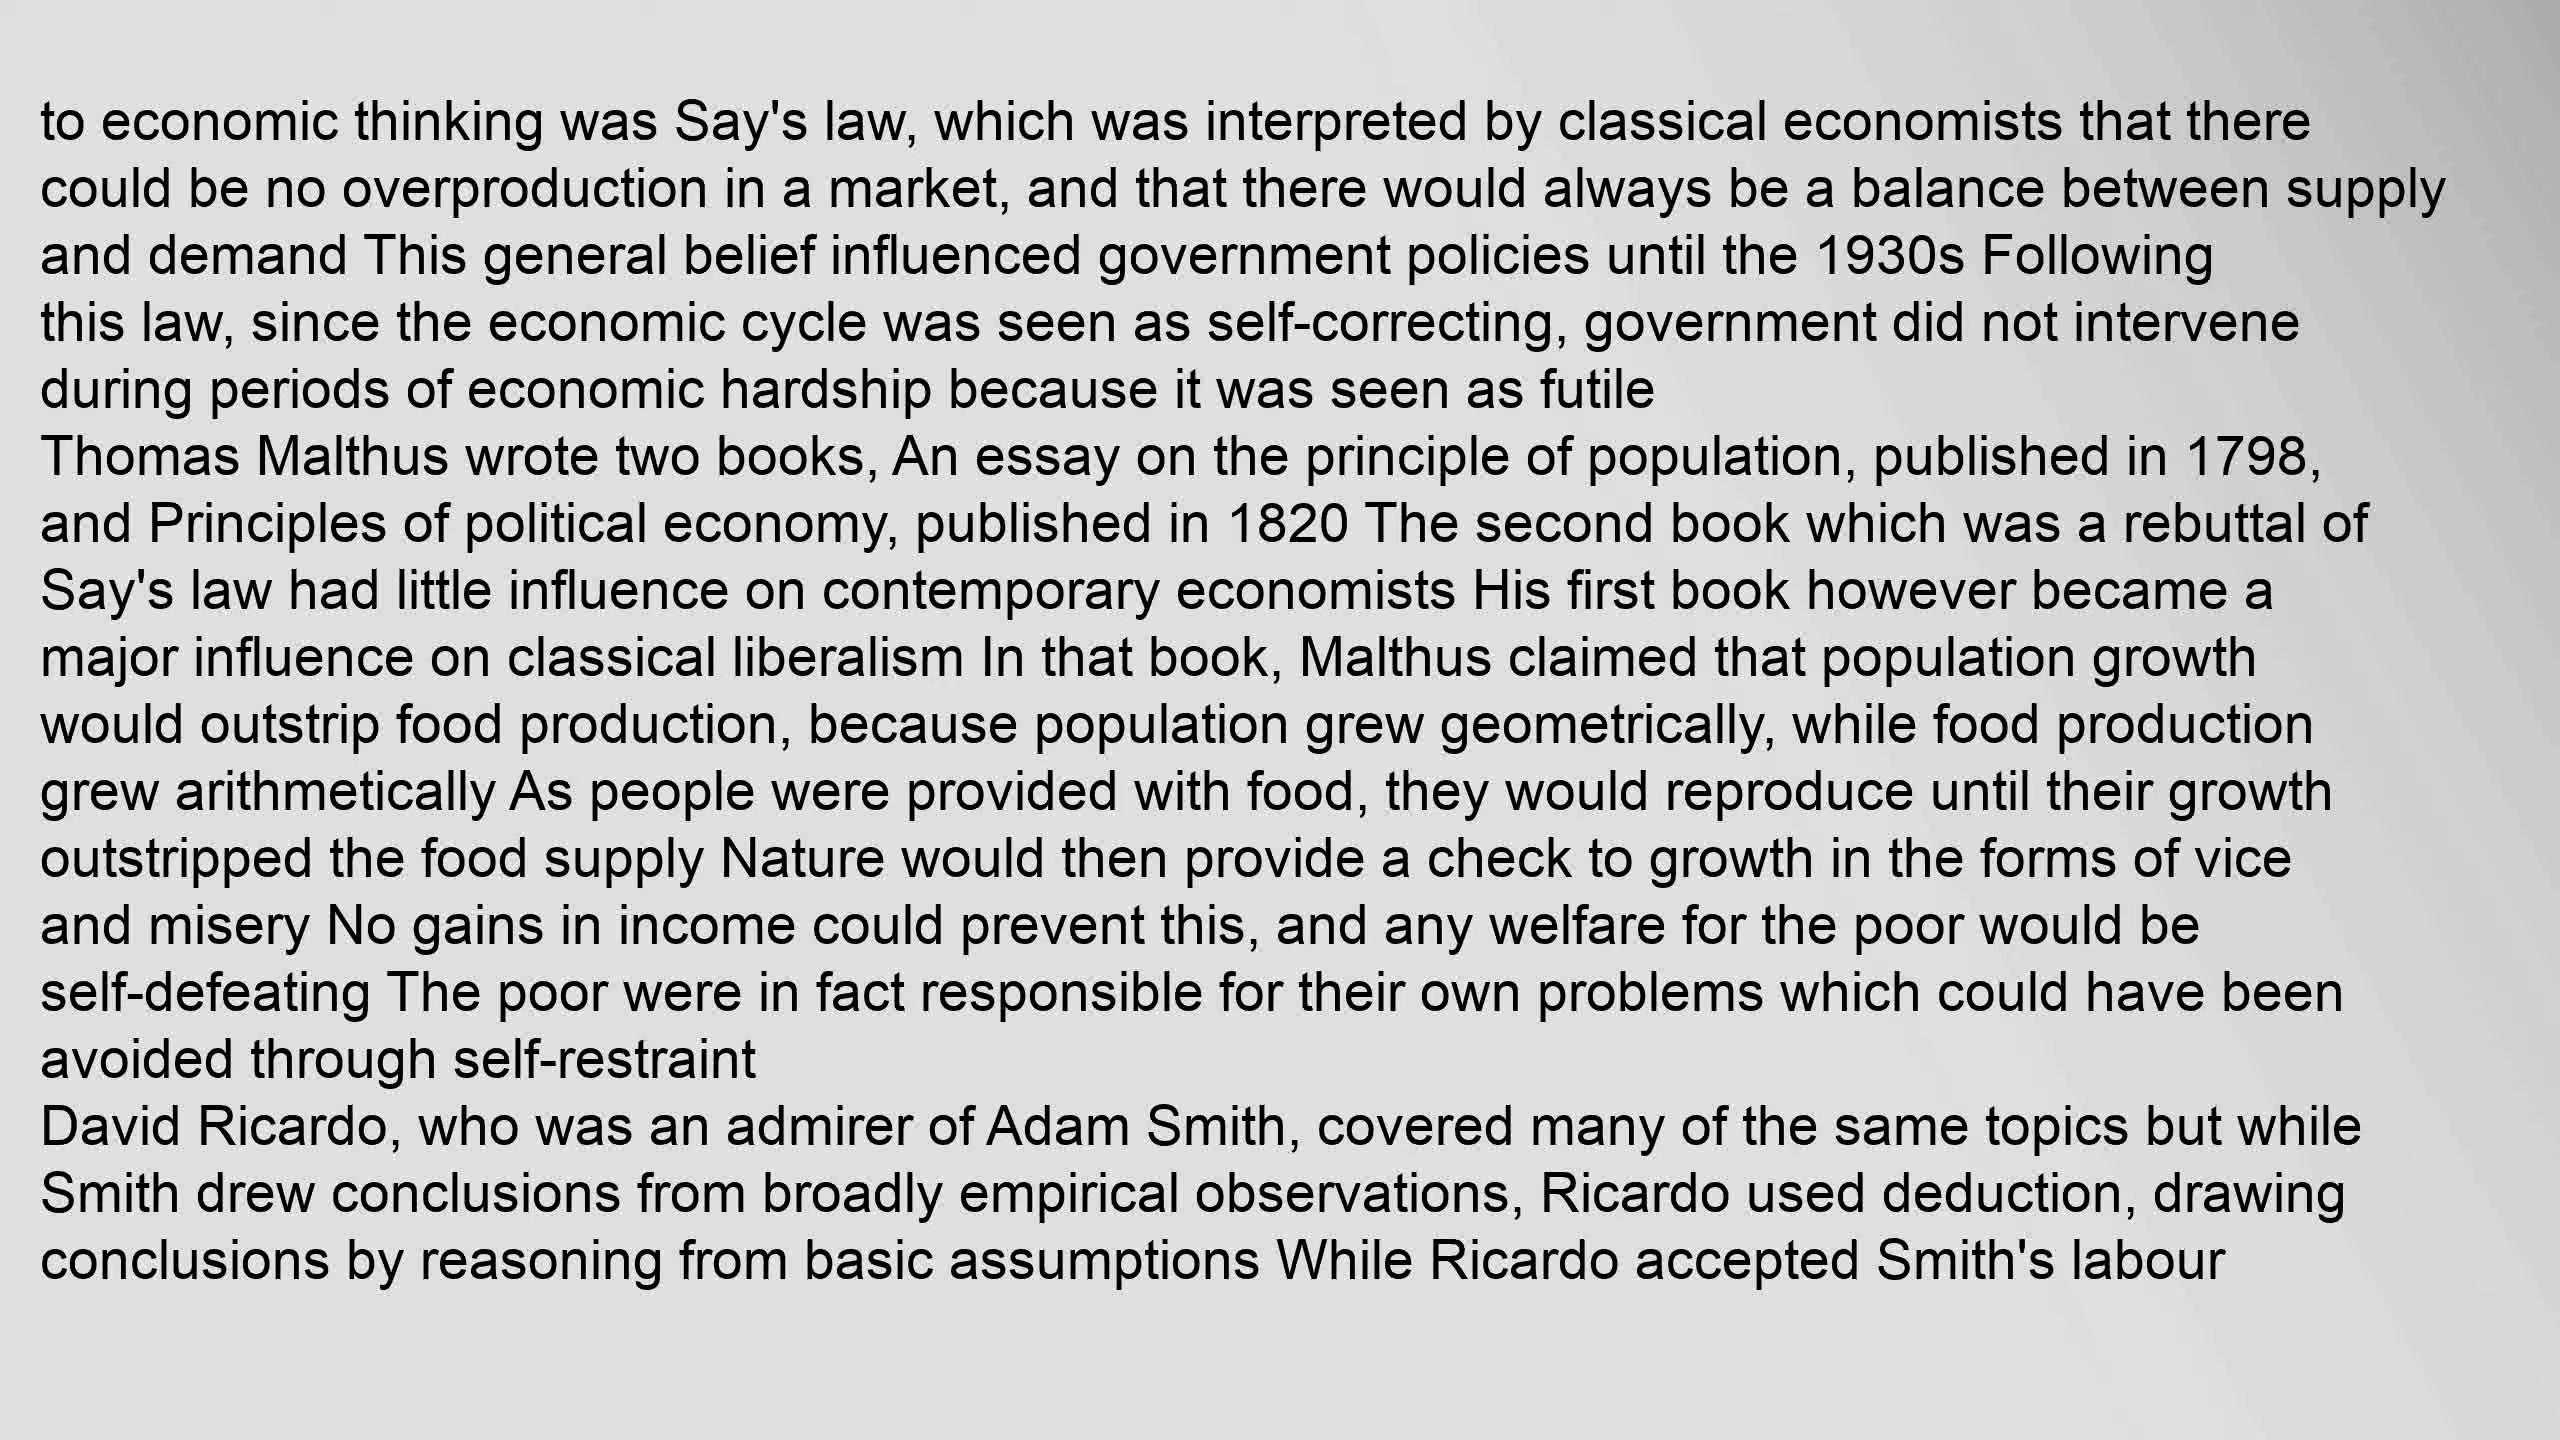 to economic thinking was Say's law, which was interpreted by classical economists that there
could be no overproduction in a market, and that there would always be a balance between supply
and demand This general belief influenced government policies until the 1930s Following
this law, since the economic cycle was seen as self-correcting, government did not intervene
during periods of economic hardship because it was seen as futile
Thomas Malthus wrote two books, An essay on the principle of population, published in 1798,
and Principles of political economy, published in 1820 The second book which was a rebuttal of
Say's law had little influence on contemporary economists His first book however became a
major influence on classical liberalism In that book, Malthus claimed that population growth
would outstrip food production, because population grew geometrically, while food production
grew arithmetically As people were provided with food, they would reproduce until their growth
outstripped the food supply Nature would then provide a check to growth in the forms of vice
and misery No gains in income could prevent this, and any welfare for the poor would be
self-defeating The poor were in fact responsible for their own problems which could have been
avoided through self-restraint
David Ricardo, who was an admirer of Adam Smith, covered many of the same topics but while
Smith drew conclusions from broadly empirical observations, Ricardo used deduction, drawing
conclusions by reasoning from basic assumptions While Ricardo accepted Smith's labour